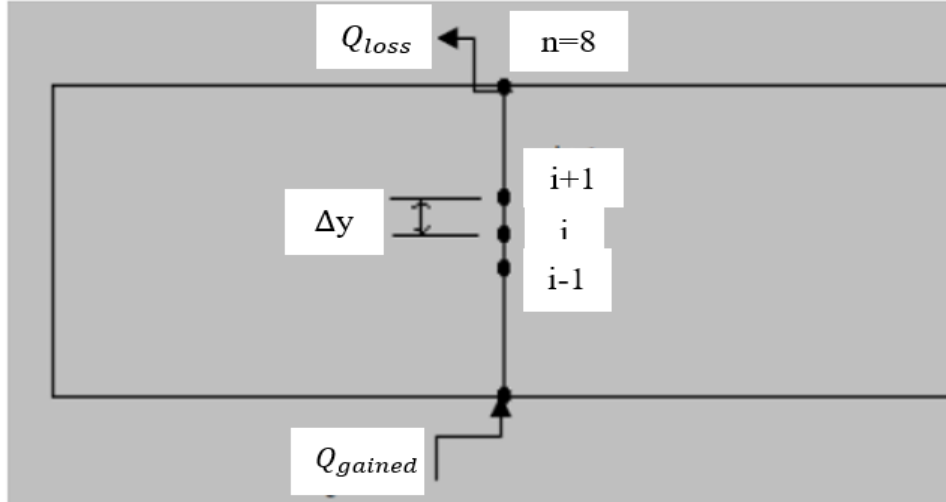 Q_loss
n=8
i+1
Δy
i
i-1
Q_gained